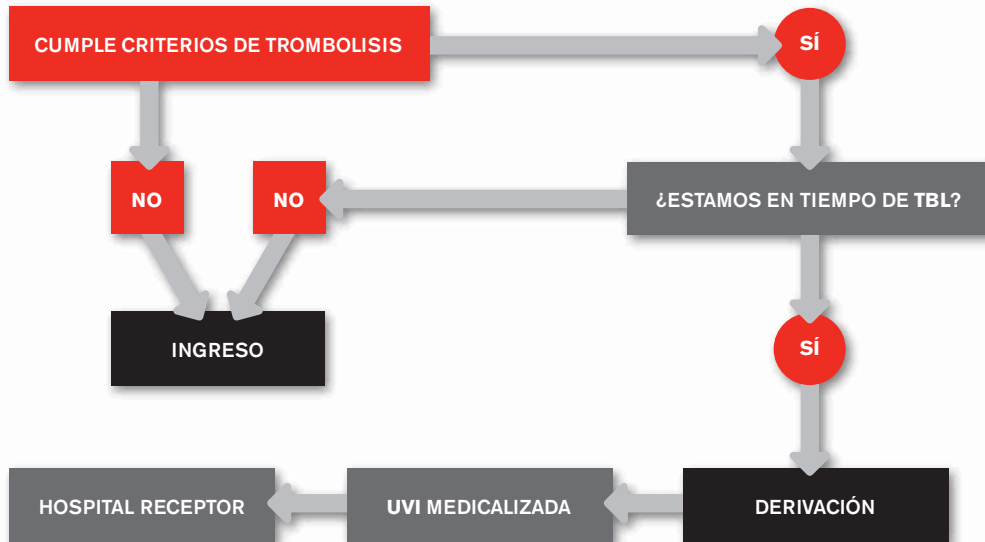 CUMPLE CRITERIOS DE TROMBOLISIS
SÍ
NO
NO
¿ESTAMOS EN TIEMPO DE TBL?
INGRESO
SÍ
HOSPITAL RECEPTOR
UVI MEDICALIZADA
DERIVACIÓN